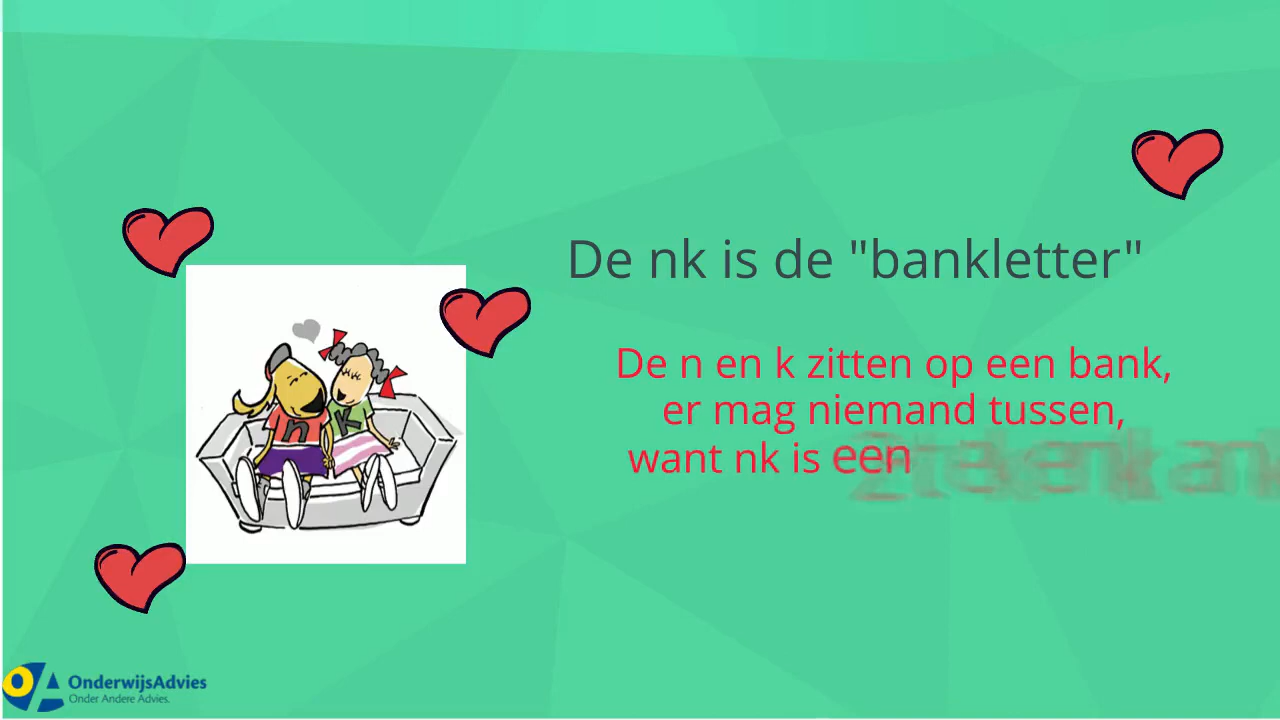 De nk is de "bankletter"
De n en k zitten op een bank,
er mag niemand tussen,
want nk is een
n k
OnderwijsAdvies
Onder Andere Advies.